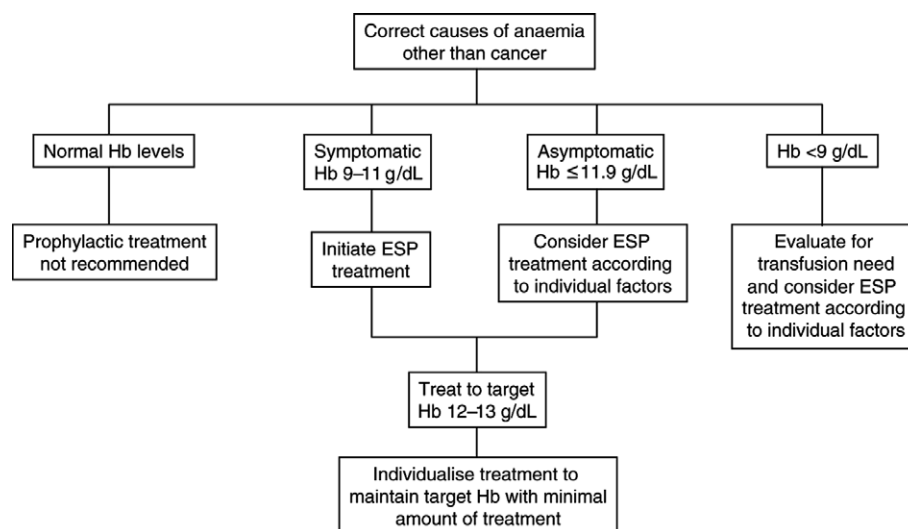 Correct causes of anaemia
other than cancer
Normal Hb levels
Symptomatic
Hb 9–11 g/dL
Asymptomatic
Hb ≤11.9 g/dL
Hb <9 g/dL
Prophylactic treatment
not recommended
Initiate ESP
treatment
Consider ESP
treatment according
to individual factors
Evaluate for
transfusion need
and consider ESP
treatment according
to individual factors
Treat to target
Hb 12–13 g/dL
Individualise treatment to
maintain target Hb with minimal
amount of treatment